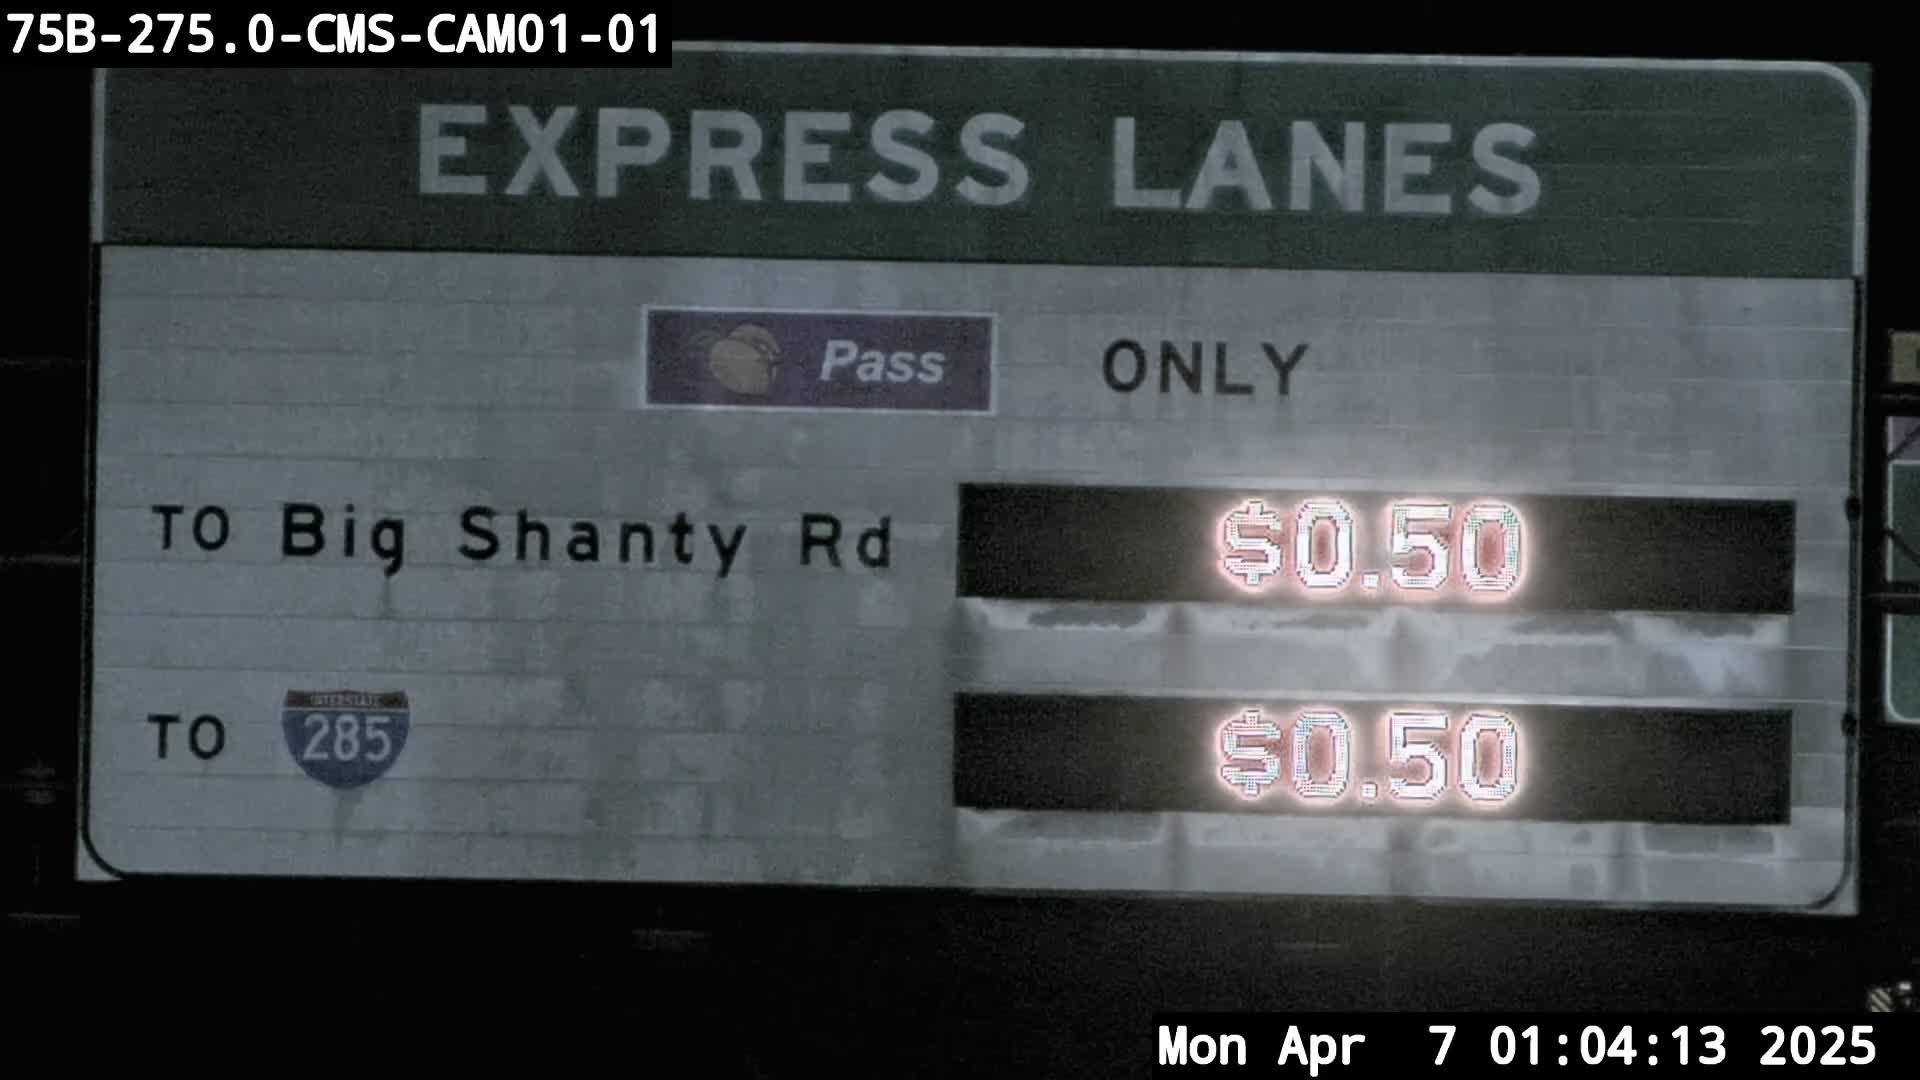 75B-275.0-CMS-CAM01-01
EXPRESS LANES
Pass ONLY
TO Big Shanty Rd $0.50
TO INTERSTATE 285 $0.50
Mon Apr 7 01:04:13 2025